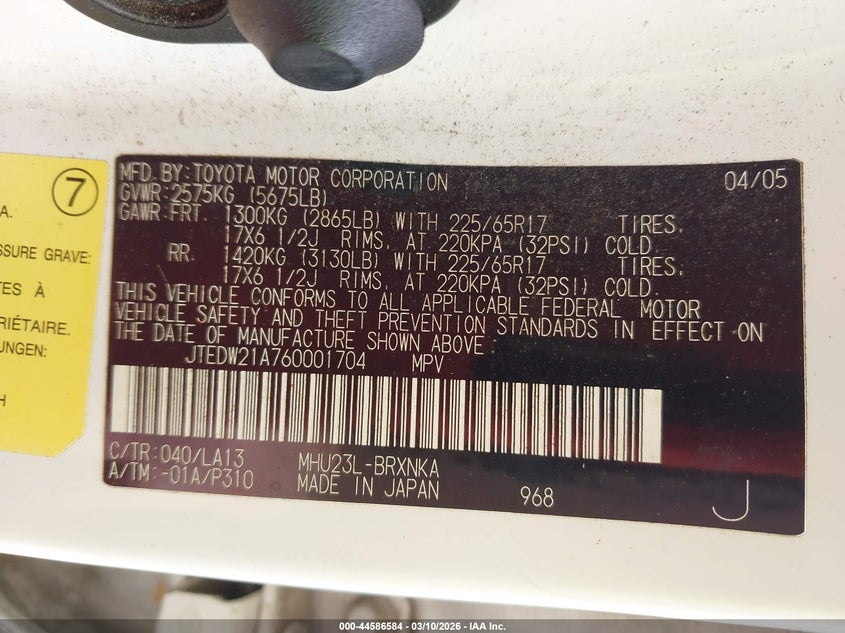 7
A.
SSURE GRAVE:
TES À
RIÉTAIRE.
UNGEN:
H
MFD. BY: TOYOTA MOTOR CORPORATION 04/05
GVWR: 2575KG (5675LB)
GAWR: FRT. 1300KG (2865LB) WITH 225/65R17 TIRES,
17X6 1/2J RIMS, AT 220KPA (32PSI) COLD.
RR. 1420KG (3130LB) WITH 225/65R17 TIRES,
17X6 1/2J RIMS, AT 220KPA (32PSI) COLD.
THIS VEHICLE CONFORMS TO ALL APPLICABLE FEDERAL MOTOR
VEHICLE SAFETY AND THEFT PREVENTION STANDARDS IN EFFECT ON
THE DATE OF MANUFACTURE SHOWN ABOVE.
JTEDW21A760001704 MPV
C/TR: 040/LA13 MHU23L-BRXNKA
A/TM: -01A/P310 MADE IN JAPAN 968 J
000-44586584 - 03/10/2026 - IAA Inc.